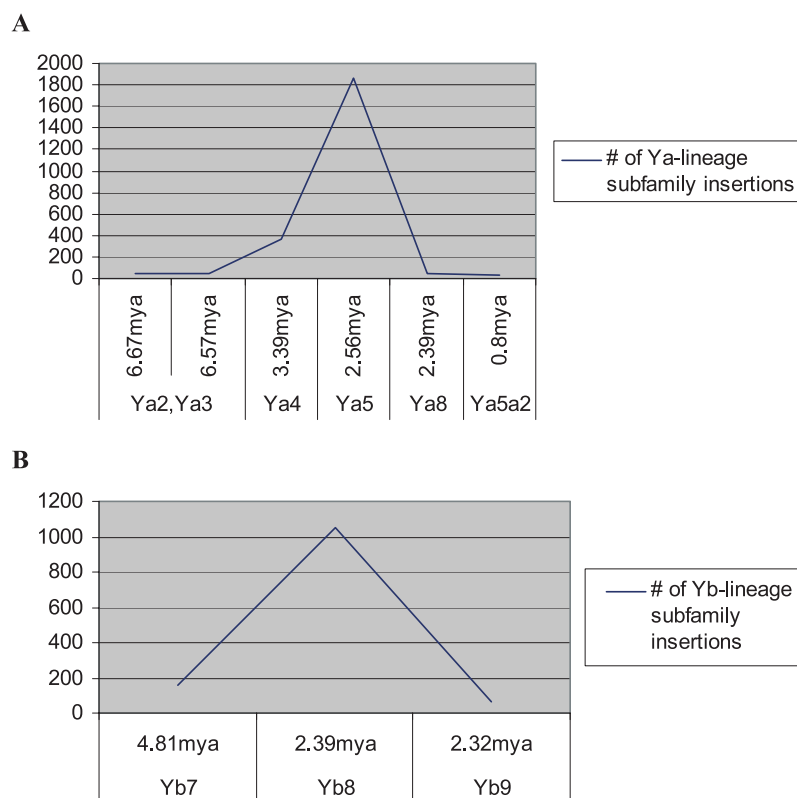 A
2000
1800
1600
1400
1200
1000
800
600
400
200
0
6.67mya
6.57mya
3.39mya
2.56mya
2.39mya
0.8mya
Ya2,Ya3
Ya4
Ya5
Ya8
Ya5a2
# of Ya-lineage
subfamily insertions
B
1200
1000
800
600
400
200
0
4.81mya
2.39mya
2.32mya
Yb7
Yb8
Yb9
# of Yb-lineage
subfamily
insertions